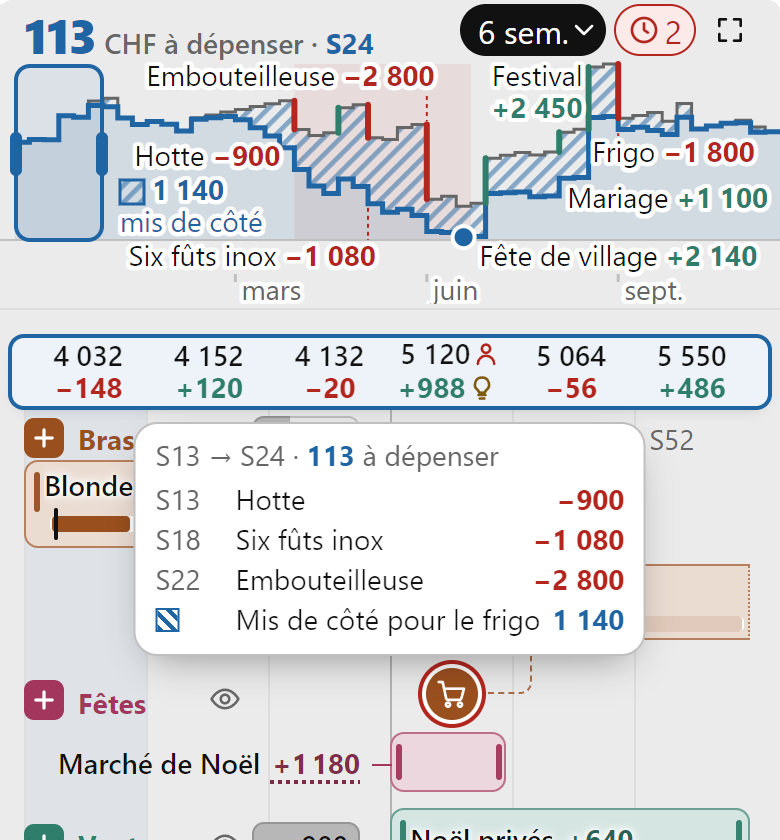 113 CHF à dépenser · S24
6 sem.
2
Embouteilleuse −2 800
Festival
+2 450
Hotte −900
Frigo −1 800
1 140
mis de côté
Mariage +1 100
Six fûts inox −1 080
Fête de village +2 140
mars
juin
sept.
4 032 4 152 4 132 5 120 5 064 5 550
−148 +120 −20 +988 −56 +486
Bras
S52
S13 → S24 · 113 à dépenser
Blonde
S13 Hotte −900
S18 Six fûts inox −1 080
S22 Embouteilleuse −2 800
Mis de côté pour le frigo 1 140
Fêtes
Marché de Noël +1 180
Noël privés +640